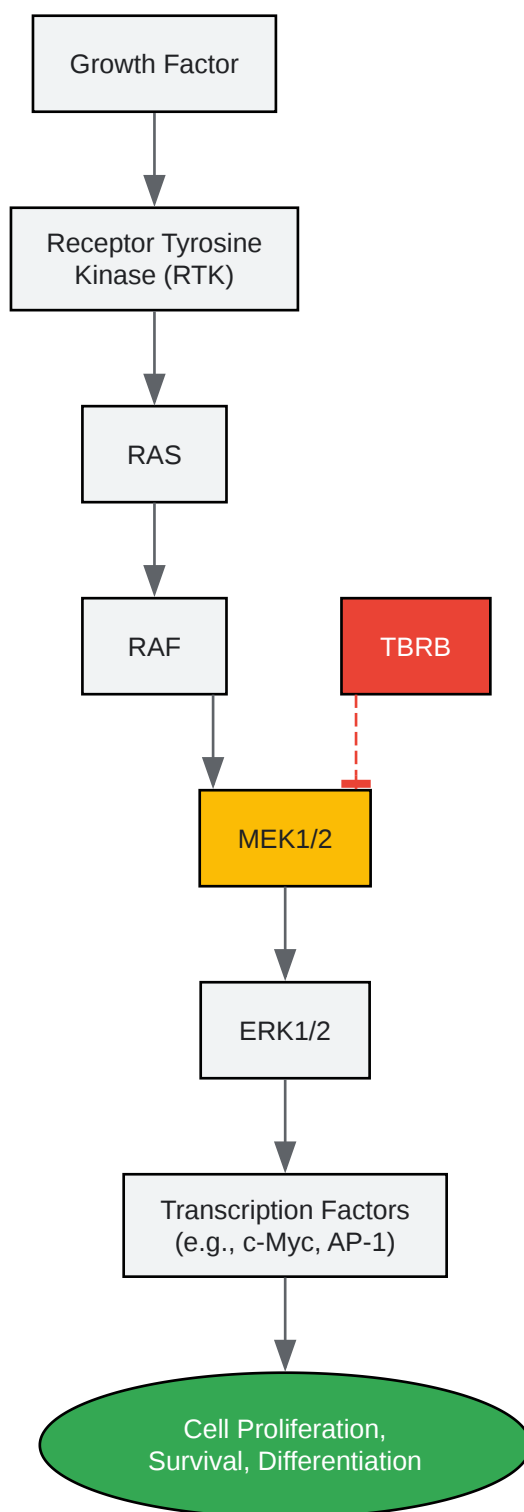 Growth Factor
Receptor Tyrosine
Kinase (RTK)
RAS
RAF
TBRB
MEK1/2
ERK1/2
Transcription Factors
(e.g., c-Myc, AP-1)
Cell Proliferation,
Survival, Differentiation